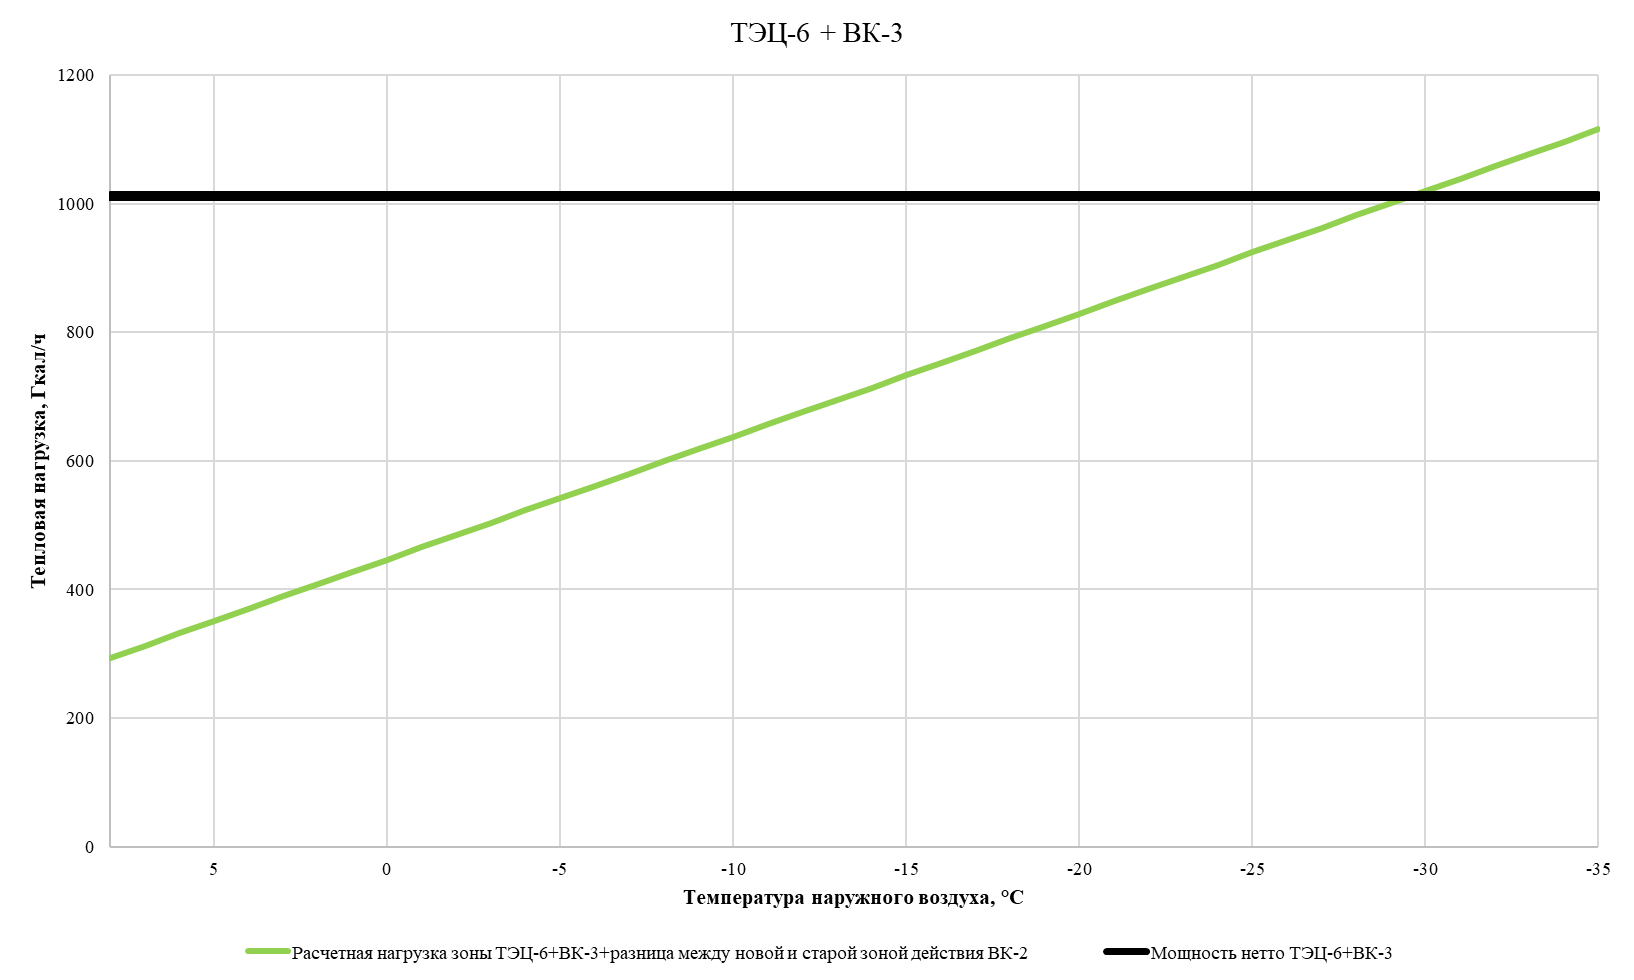 ТЭЦ-6 + ВК-3
1200
1000
800
600
400
200
0
Тепловая нагрузка, Гкал/ч
5 0 -5 -10 -15 -20 -25 -30 -35
Температура наружного воздуха, °С
Расчетная нагрузка зоны ТЭЦ-6+ВК-3+разница между новой и старой зоной действия ВК-2
Мощность нетто ТЭЦ-6+ВК-3